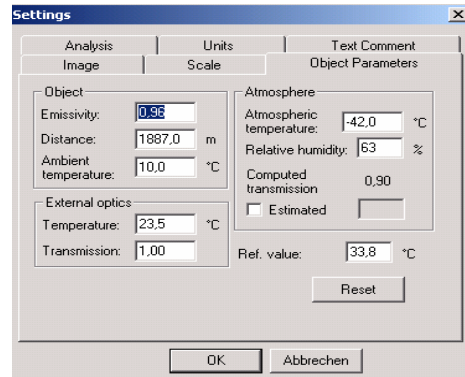 Settings
Analysis Units Text Comment
Image Scale Object Parameters
Object
Emissivity: 0,96
Distance: 1887,0 m
Ambient
temperature: 10,0 °C
External optics
Temperature: 23,5 °C
Transmission: 1,00
Atmosphere
Atmospheric
temperature: -42,0 °C
Relative humidity: 63 %
Computed
transmission 0,90
Estimated
Ref. value: 33,8 °C
Reset
OK Abbrechen